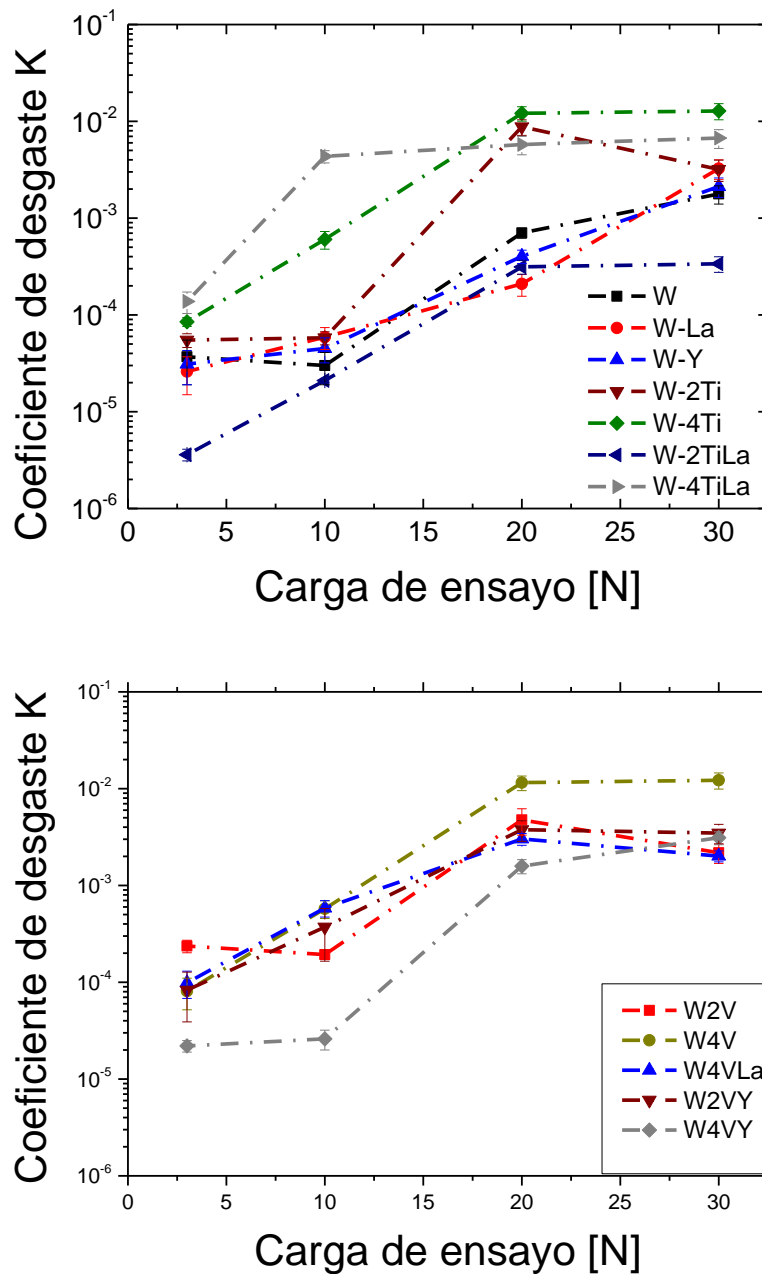 10^-1
10^-2
10^-3
10^-4
10^-5
10^-6
Coeficiente de desgaste K
W
W-La
W-Y
W-2Ti
W-4Ti
W-2TiLa
W-4TiLa
0 5 10 15 20 25 30
Carga de ensayo [N]
10^-1
10^-2
10^-3
10^-4
10^-5
10^-6
Coeficiente de desgaste K
W2V
W4V
W4VLa
W2VY
W4VY
0 5 10 15 20 25 30
Carga de ensayo [N]